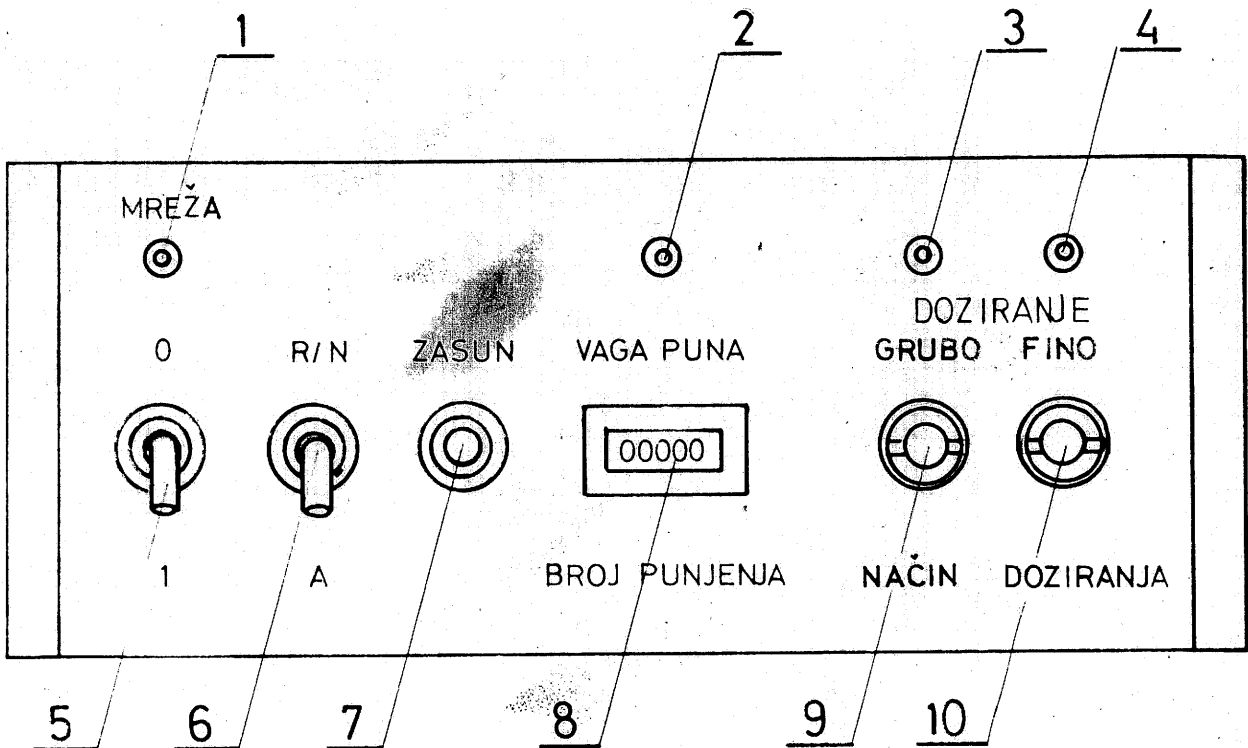 1 2 3 4
MREŽA
DOZIRANJE
0 R/N ZASUN VAGA PUNA GRUBO FINO
00000
1 A BROJ PUNJENJA NAČIN DOZIRANJA
5 6 7 8 9 10